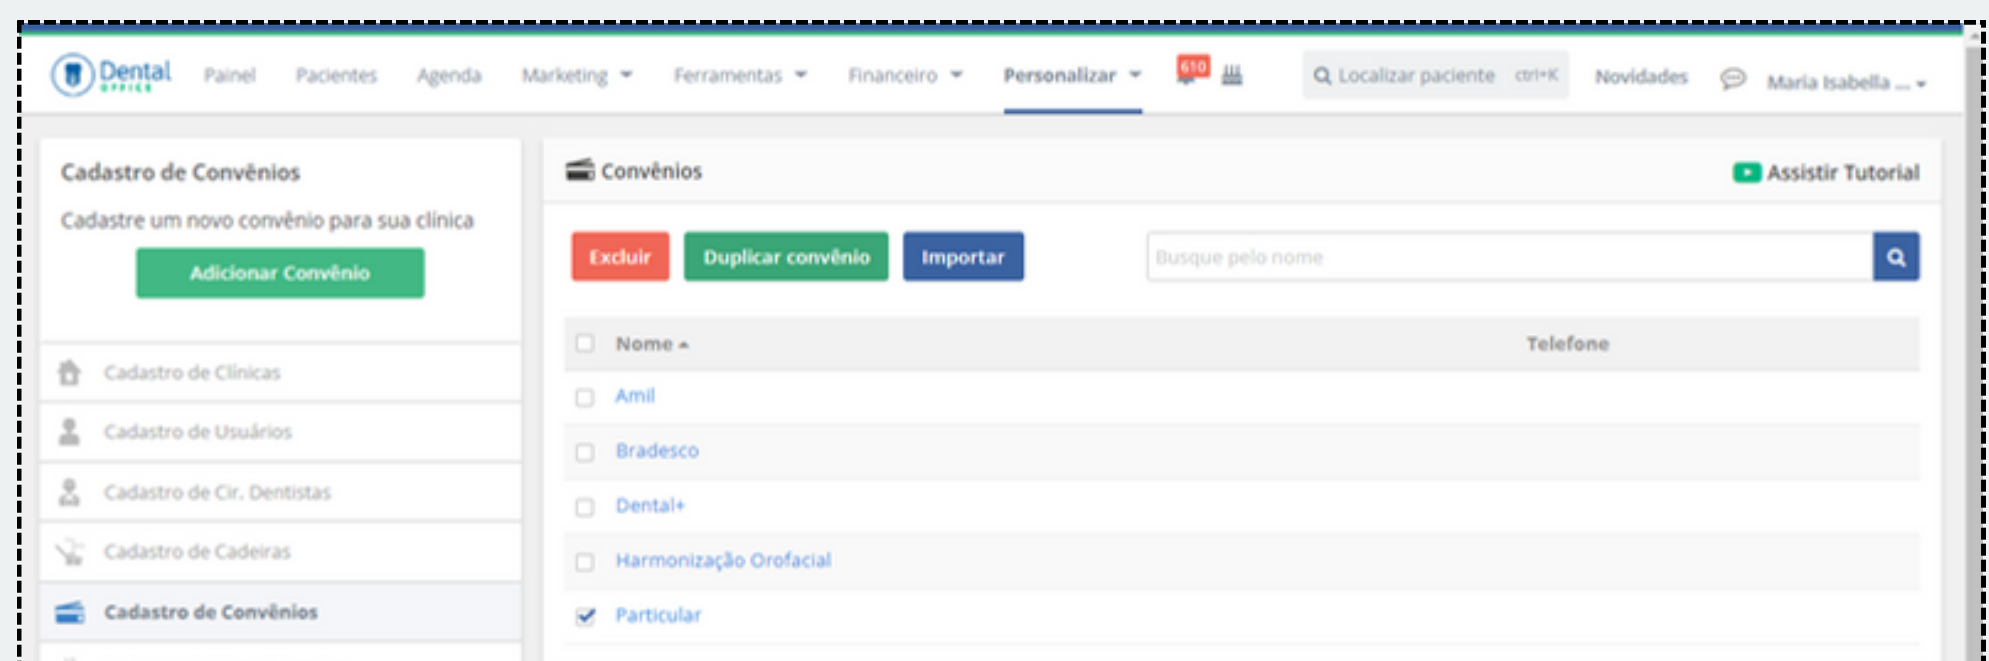 Dental OFFICE Painel Pacientes Agenda Marketing Ferramentas Financeiro Personalizar 610 Localizar paciente ctrl+K Novidades Maria Isabella ...
Cadastro de Convênios
Cadastre um novo convênio para sua clínica
Adicionar Convênio
Cadastro de Clínicas
Cadastro de Usuários
Cadastro de Cir. Dentistas
Cadastro de Cadeiras
Cadastro de Convênios
Convênios Assistir Tutorial
Excluir Duplicar convênio Importar Busque pelo nome
Nome Telefone
Amil
Bradesco
Dental+
Harmonização Orofacial
Particular